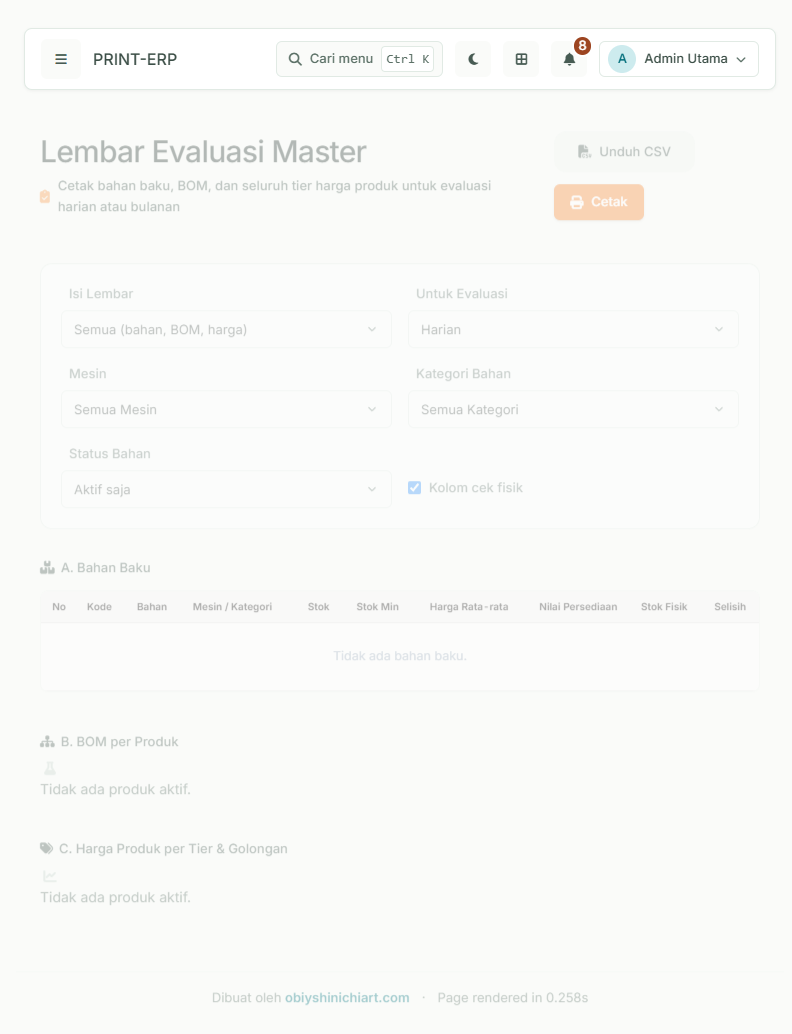 PRINT-ERP
Cari menu Ctrl K
8
A Admin Utama
Lembar Evaluasi Master
Cetak bahan baku, BOM, dan seluruh tier harga produk untuk evaluasi
harian atau bulanan
Unduh CSV
Cetak
Isi Lembar
Semua (bahan, BOM, harga)
Untuk Evaluasi
Harian
Mesin
Semua Mesin
Kategori Bahan
Semua Kategori
Status Bahan
Aktif saja
Kolom cek fisik
A. Bahan Baku
No Kode Bahan Mesin / Kategori Stok Stok Min Harga Rata-rata Nilai Persediaan Stok Fisik Selisih
Tidak ada bahan baku.
B. BOM per Produk
Tidak ada produk aktif.
C. Harga Produk per Tier & Golongan
Tidak ada produk aktif.
Dibuat oleh obiyshinichiart.com · Page rendered in 0.258s